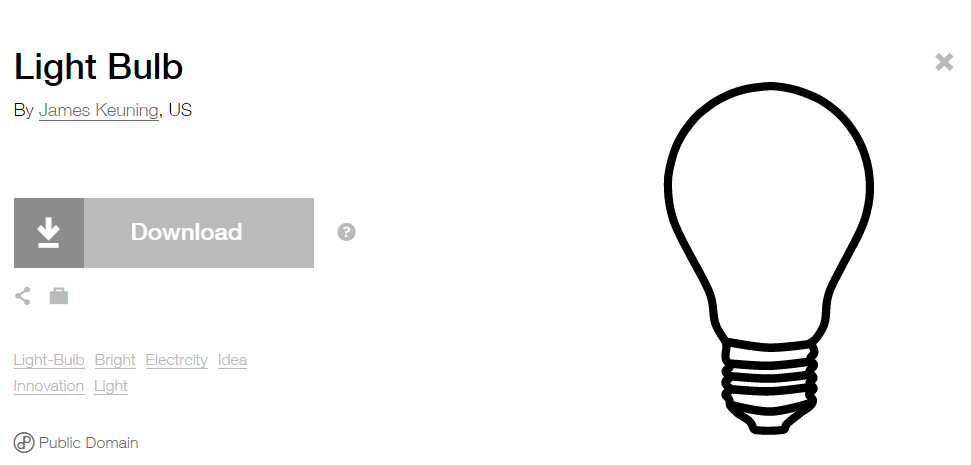 Light Bulb
By James Keuning, US
Download
?
Light-Bulb Bright Electrcity Idea
Innovation Light
Public Domain